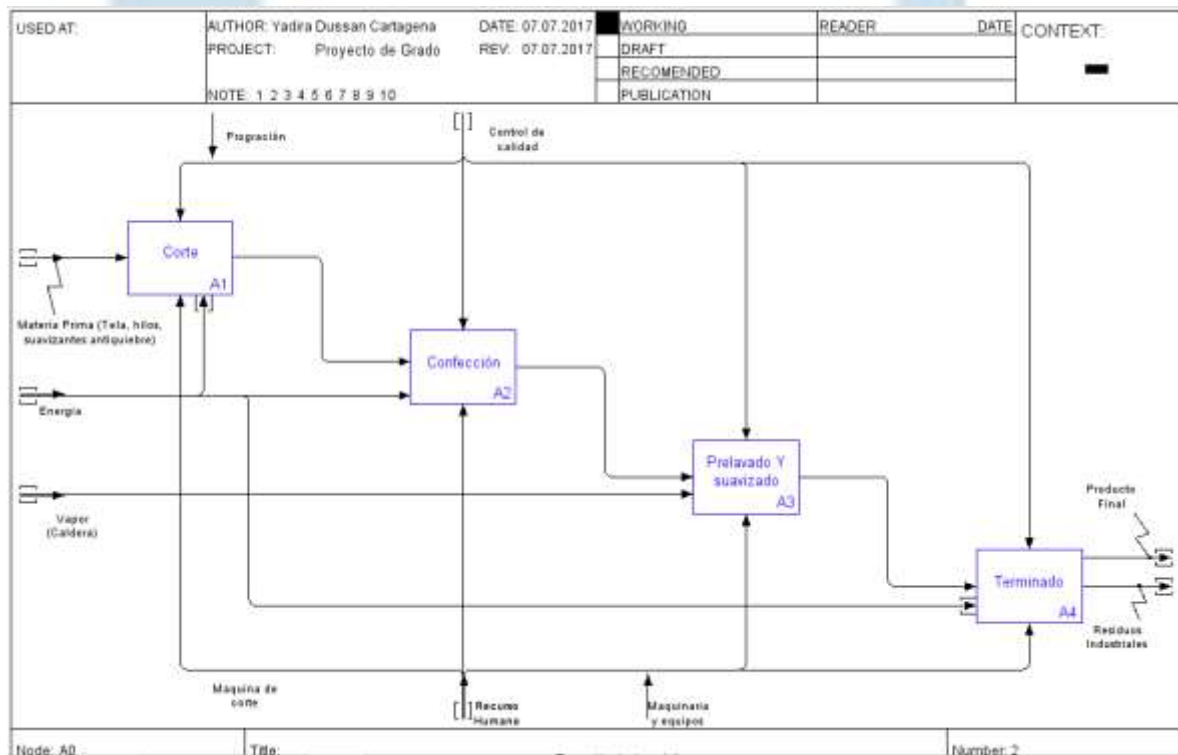 USED AT:
AUTHOR: Yadira Dussan Cartagena
DATE: 07.07.2017
PROJECT: Proyecto de Grado
REV: 07.07.2017
NOTE: 1 2 3 4 5 6 7 8 9 10
WORKING
DRAFT
RECOMENDED
PUBLICATION
READER
DATE
CONTEXT:
Progración
Control de
calidad
Corte
A1
Materia Prima (Tela, hilos,
suavizantes antiquiebre)
Confección
A2
Energía
Prelavado Y
suavizado
A3
Vapor
(Caldera)
Producto
Final
Terminado
A4
Residuos
Industriales
Maquina de
corte
Recurso
Humano
Maquinaria
y equipos
Node: A0
Title:
Number: 2